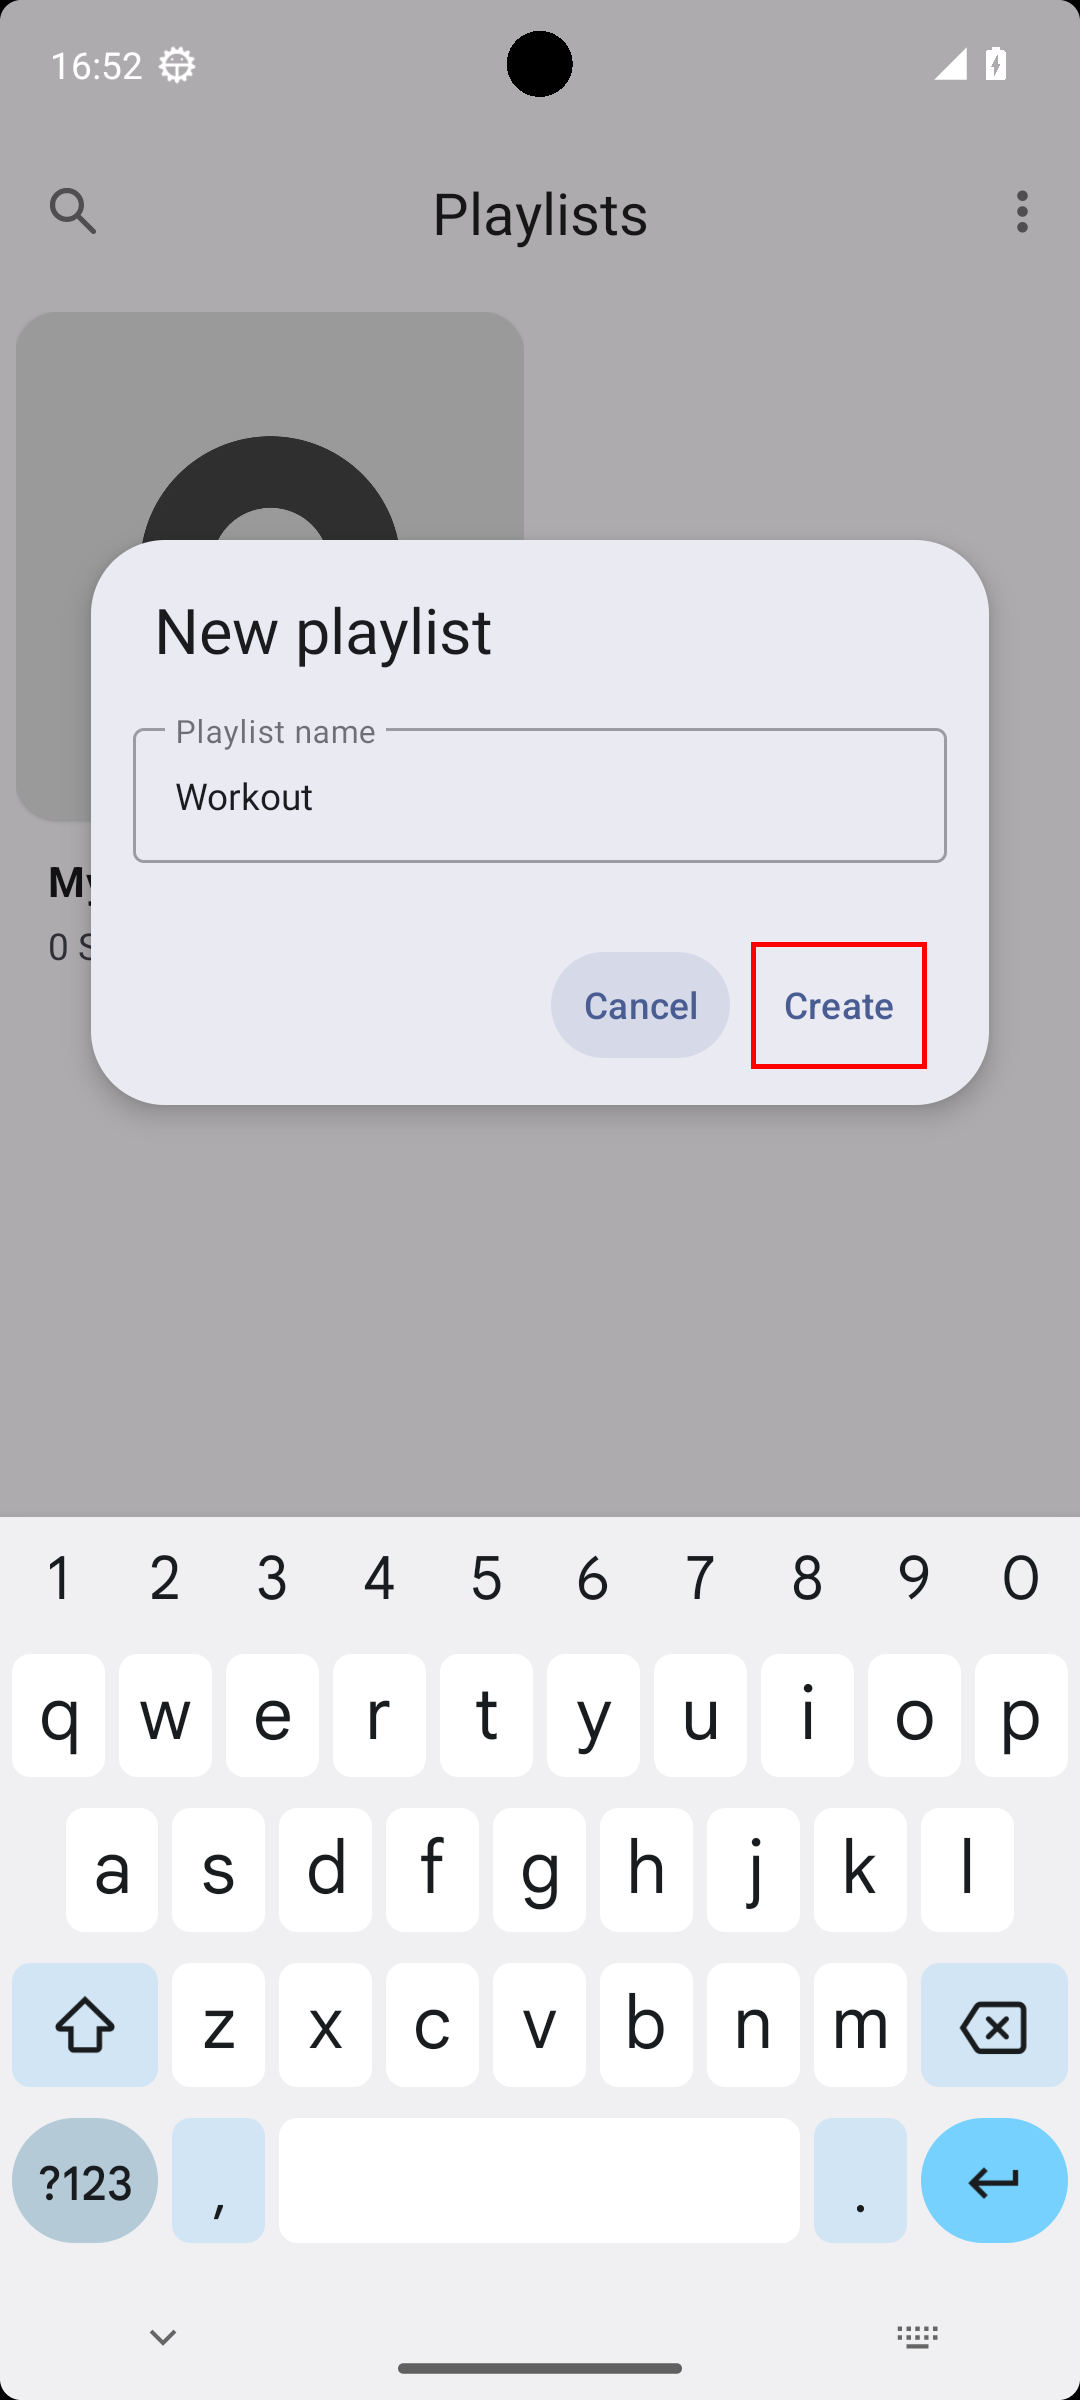 16:52
Playlists
New playlist
Playlist name
Workout
My
0 S
Cancel
Create
1 2 3 4 5 6 7 8 9 0
q w e r t y u i o p
a s d f g h j k l
z x c v b n m
?123 , .